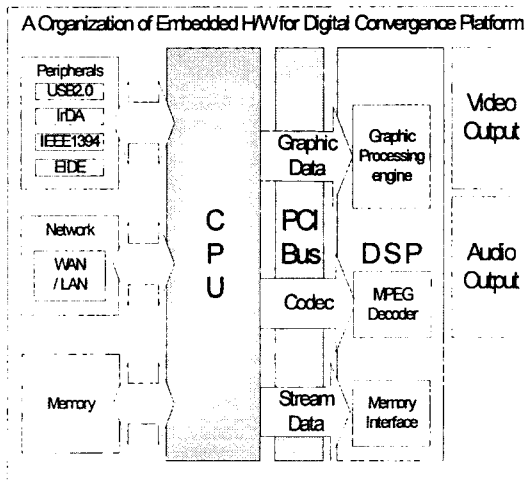 A Organization of Embedded H/W for Digital Convergence Platform
Peripherals
USB2.0
IrDA
IEEE1394
EIDE
Network
WAN
/ LAN
Memory
C
P
U
Graphic
Data
PCI
Bus
Codec
Stream
Data
Graphic
Processing
engine
DSP
MPEG
Decoder
Memory
Interface
Video
Output
Audio
Output